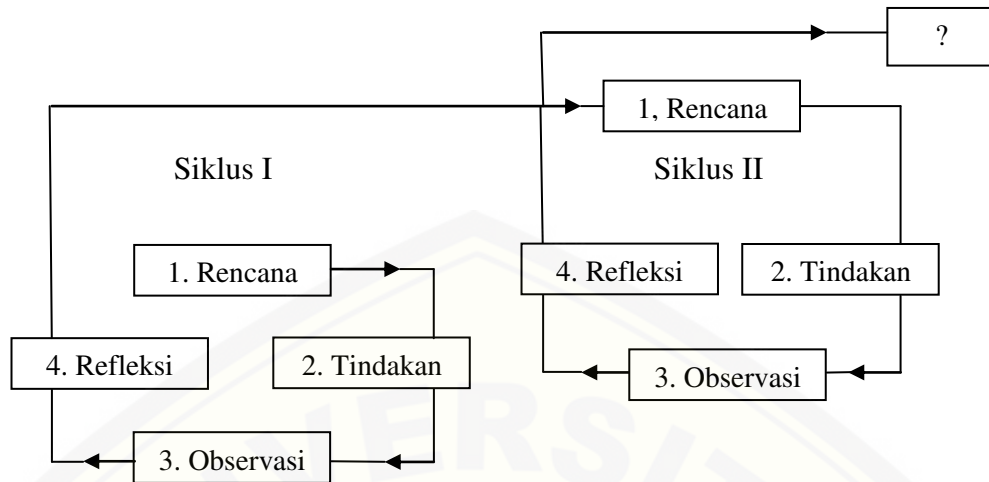 ?
1, Rencana
Siklus I
Siklus II
1. Rencana
4. Refleksi
2. Tindakan
4. Refleksi
2. Tindakan
3. Observasi
3. Observasi